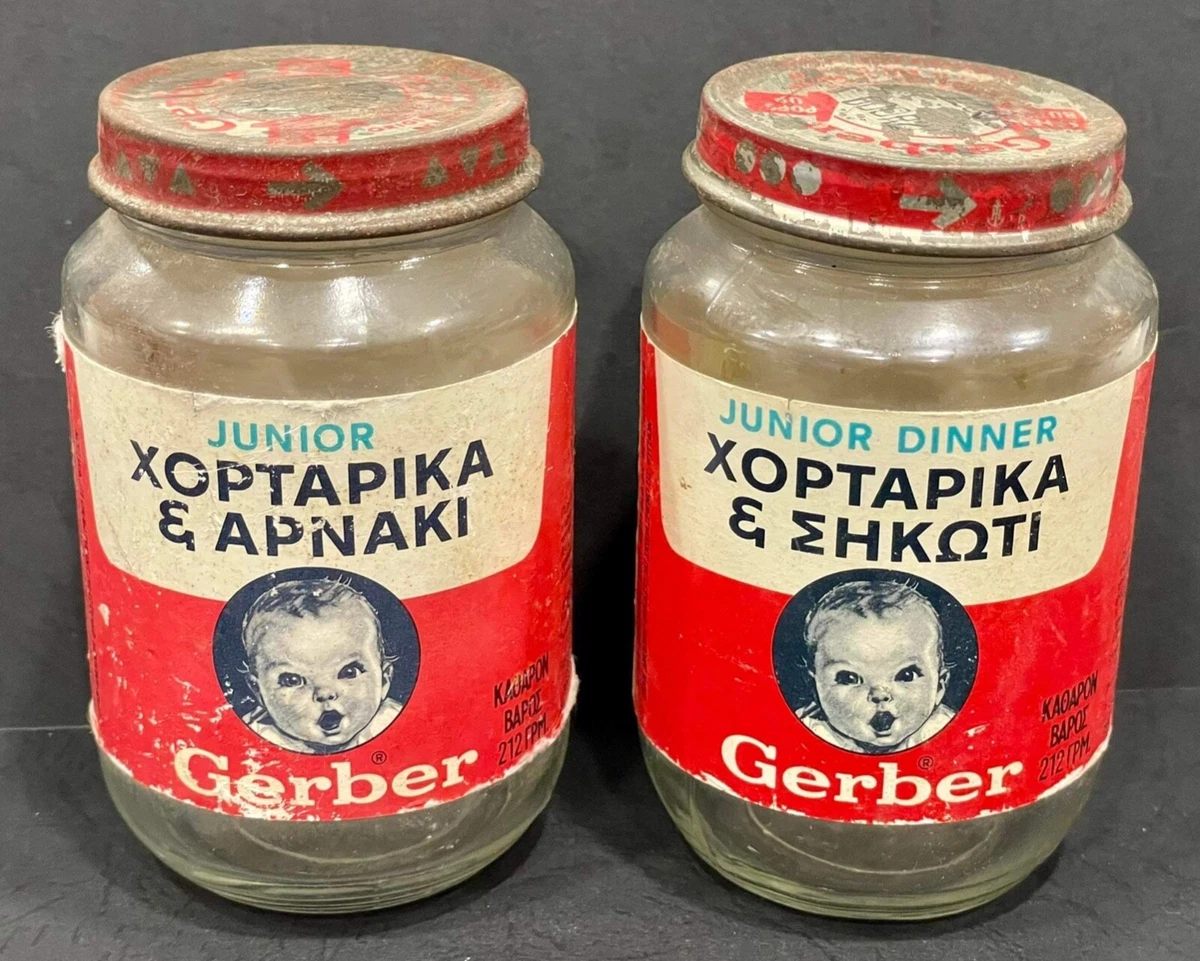 JUNIOR
ΧΟΡΤΑΡΙΚΑ
& ΑΡΝΑΚΙ
ΚΑΘΑΡΟΝ
ΒΑΡΟΣ
212 ΓΡΜ.
Gerber®
JUNIOR DINNER
ΧΟΡΤΑΡΙΚΑ
& ΣΗΚΩΤΙ
ΚΑΘΑΡΟΝ
ΒΑΡΟΣ
212 ΓΡΜ.
Gerber®